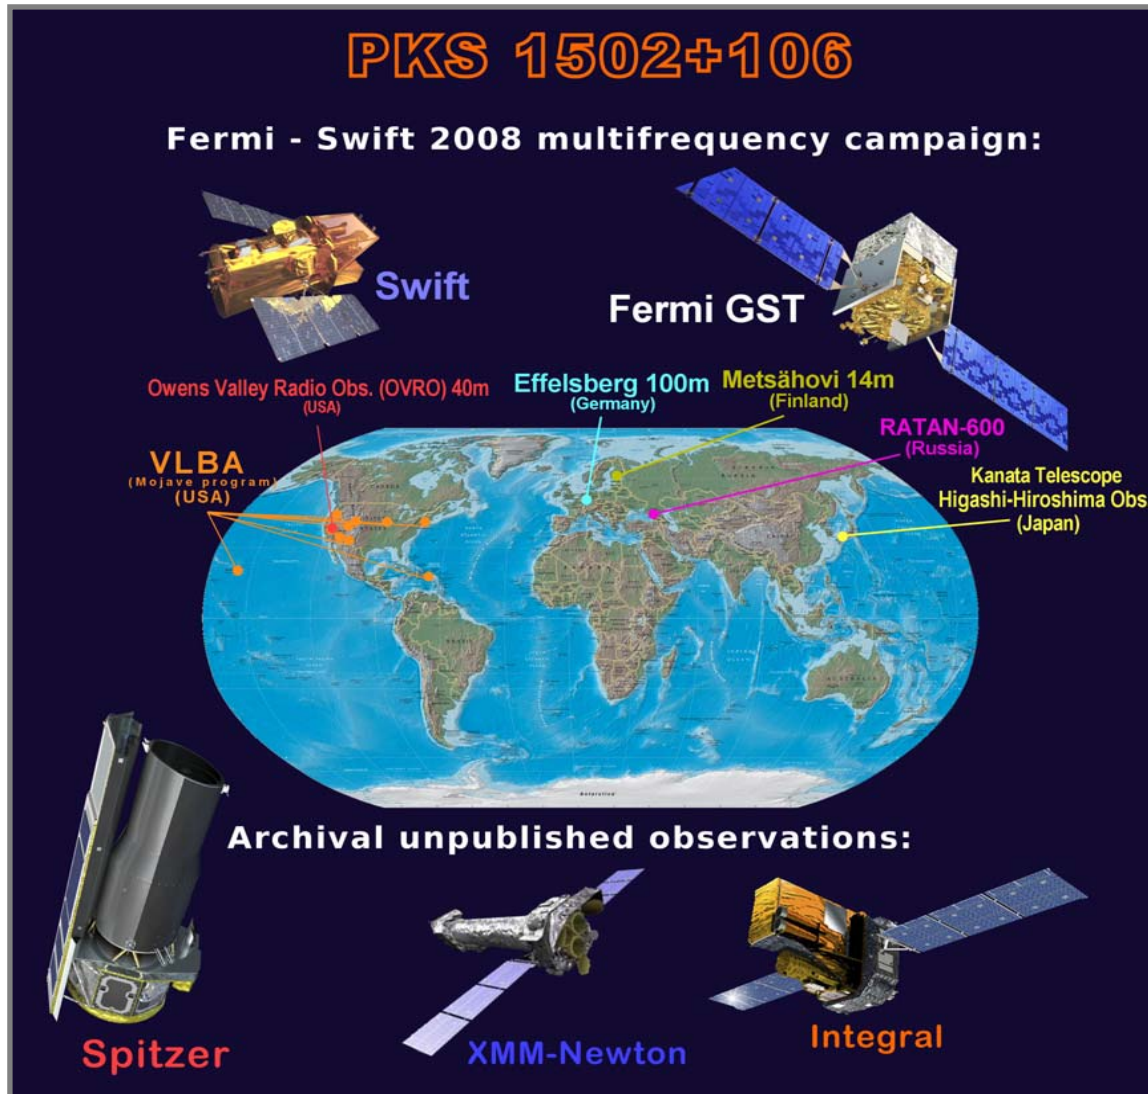 PKS 1502+106
Fermi - Swift 2008 multifrequency campaign:
Swift
Fermi GST
Owens Valley Radio Obs. (OVRO) 40m
(USA)
Effelsberg 100m
(Germany)
Metsähovi 14m
(Finland)
RATAN-600
(Russia)
VLBA
(Mojave program)
(USA)
Kanata Telescope
Higashi-Hiroshima Obs
(Japan)
Antarctica
Archival unpublished observations:
Spitzer
XMM-Newton
Integral